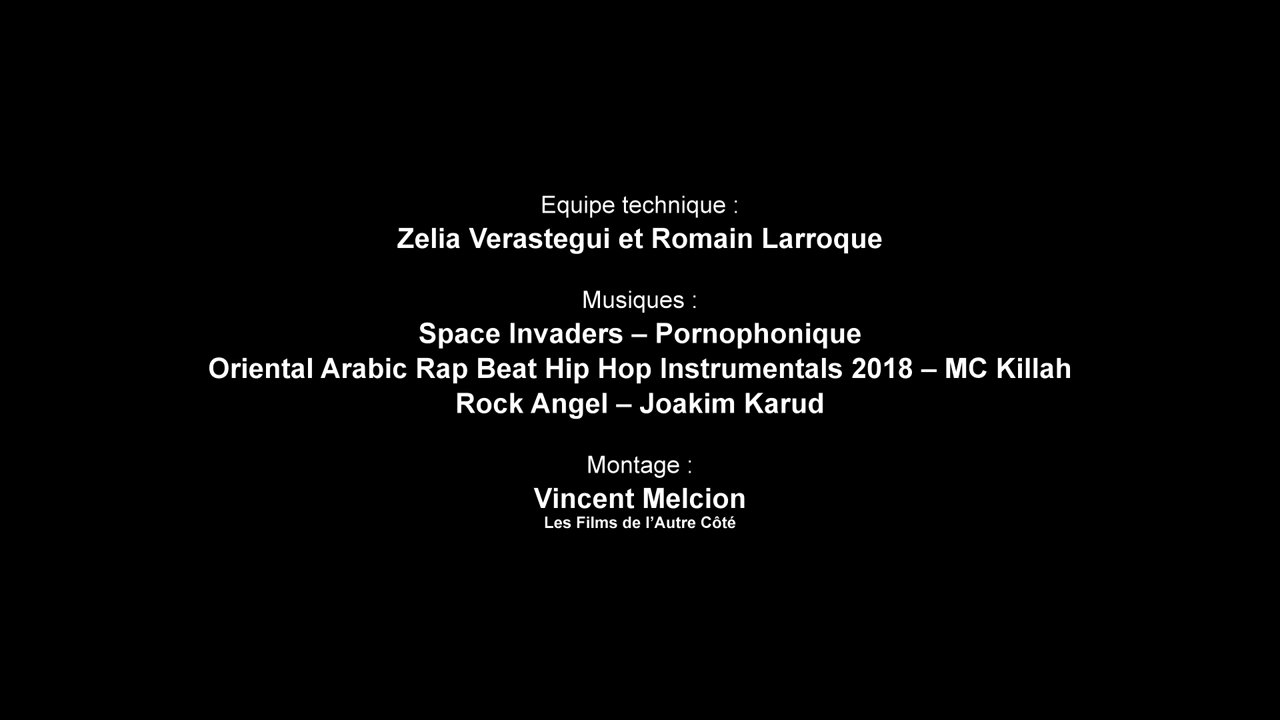 Equipe technique :
Zelia Verastegui et Romain Larroque
Musiques :
Space Invaders – Pornophonique
Oriental Arabic Rap Beat Hip Hop Instrumentals 2018 – MC Killah
Rock Angel – Joakim Karud
Montage :
Vincent Melcion
Les Films de l’Autre Côté